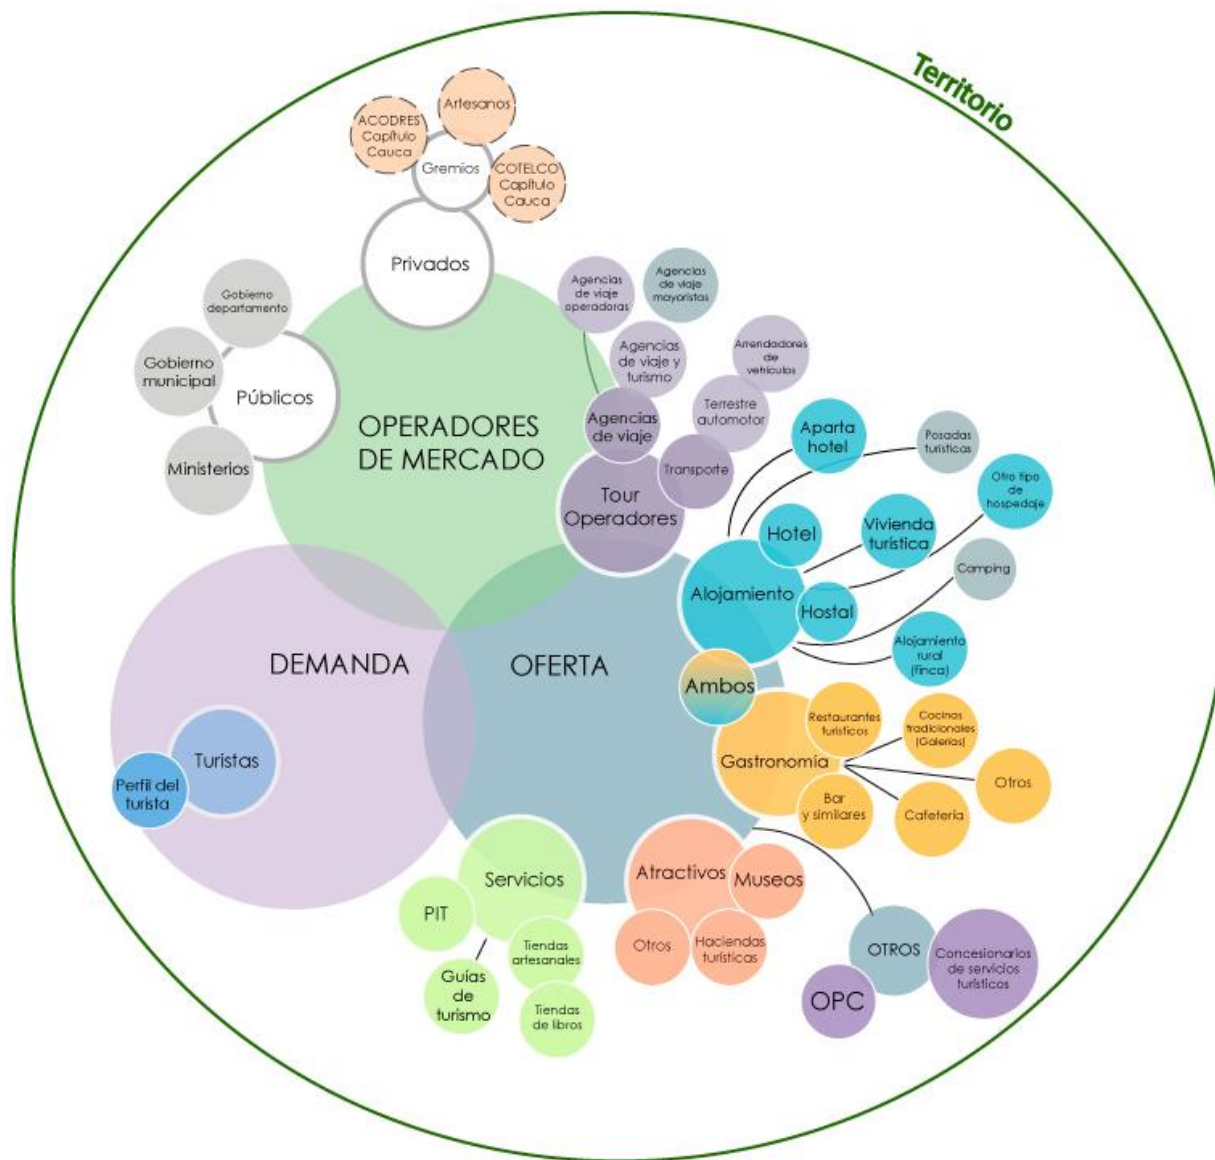 Territorio
Artesanos
ACODRES
Capítulo
Cauca
Gremios
COTELCO
Capítulo
Cauca
Privados
Gobierno
departamento
Gobierno
municipal
Públicos
Ministerios
OPERADORES
DE MERCADO
Agencias
de viaje
operadoras
Agencias
de viaje
mayoristas
Agencias
de viaje y
turismo
Arrendadores
de
vehículos
Agencias
de viaje
Terrestre
automotor
Transporte
Tour
Operadores
Aparta
hotel
Posadas
turísticas
Otro tipo
de
hospedaje
Hotel
Vivienda
turística
Camping
Alojamiento
Hostal
Alojamiento
rural
(finca)
DEMANDA
OFERTA
Ambos
Turistas
Perfil del
turista
Restaurantes
turísticos
Cocinas
tradicionales
(Galerías)
Gastronomía
Otros
Bar
y similares
Cafetería
Servicios
PIT
Tiendas
artesanales
Guías
de
turismo
Tiendas
de libros
Atractivos
Museos
Otros
Haciendas
turísticas
OTROS
Concesionarios
de servicios
turísticos
OPC